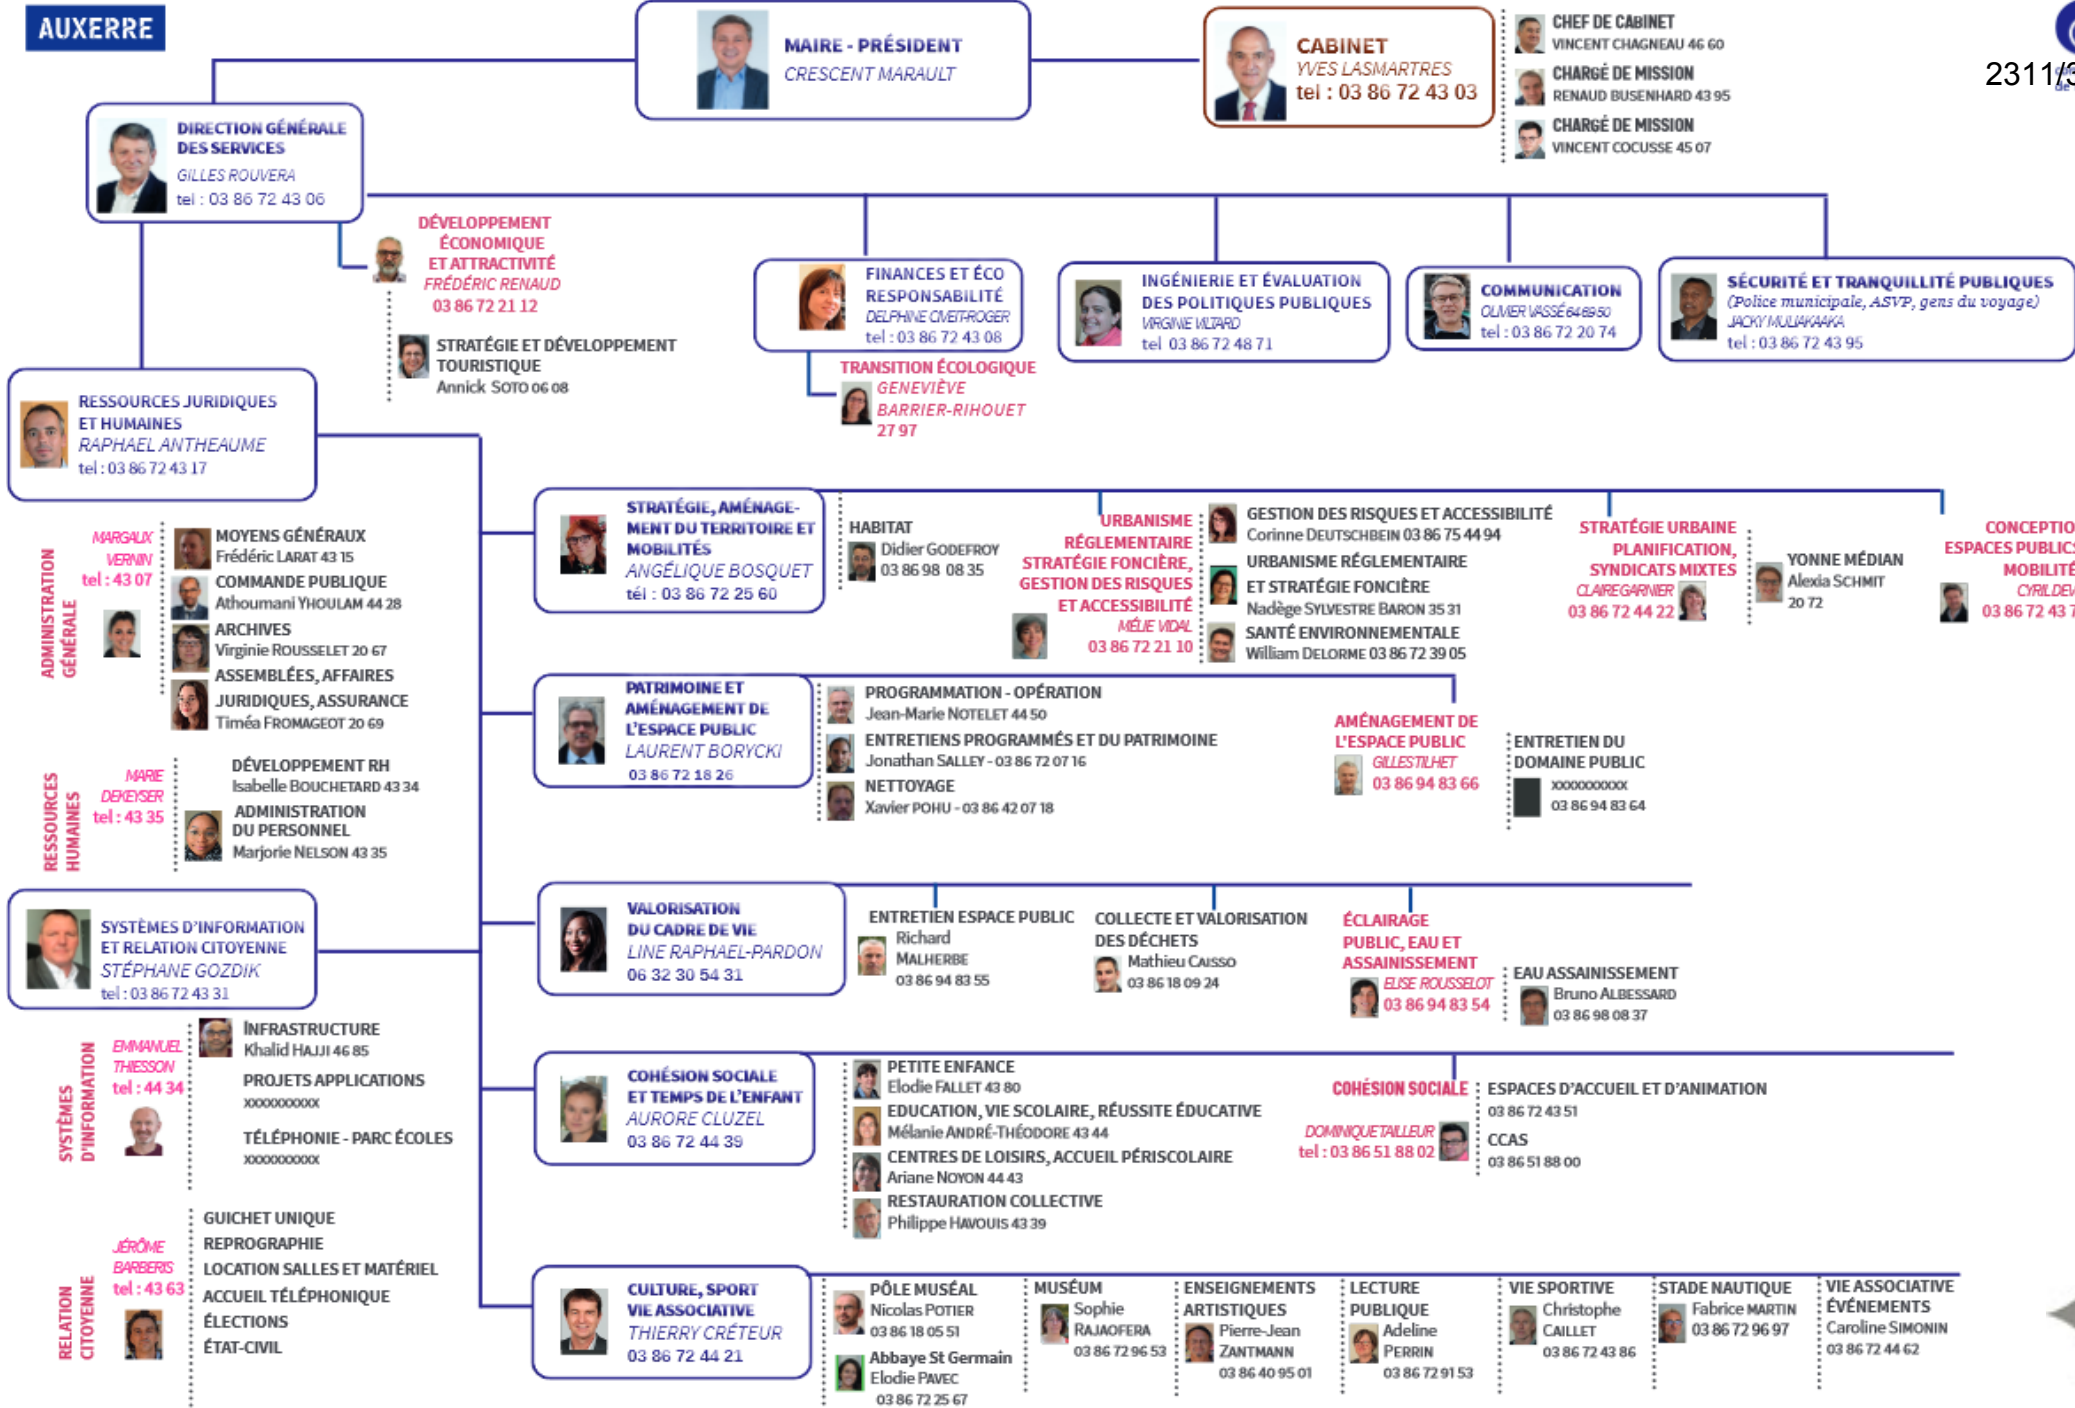 AUXERRE
MAIRE - PRÉSIDENT
CRESCENT MARAULT
CABINET
YVES LASMARTRES
tel : 03 86 72 43 03
CHEF DE CABINET
VINCENT CHAGNEAU 46 60
CHARGÉ DE MISSION
RENAUD BUSENHARD 43 95
CHARGÉ DE MISSION
VINCENT COCUSSE 45 07
2311/3
DIRECTION GÉNÉRALE
DES SERVICES
GILLES ROUVERA
tel : 03 86 72 43 06
DÉVELOPPEMENT
ÉCONOMIQUE
ET ATTRACTIVITÉ
FRÉDÉRIC RENAUD
03 86 72 21 12
STRATÉGIE ET DÉVELOPPEMENT
TOURISTIQUE
Annick SOTO 06 08
FINANCES ET ÉCO
RESPONSABILITÉ
DELPHINE CIVEIT-ROGER
tel : 03 86 72 43 08
TRANSITION ÉCOLOGIQUE
GENEVIÈVE
BARRIER-RIHOUET
27 97
INGÉNIERIE ET ÉVALUATION
DES POLITIQUES PUBLIQUES
VIRGINIE VILTARD
tel 03 86 72 48 71
COMMUNICATION
OLIVIER VASSÉ 64 69 50
tel : 03 86 72 20 74
SÉCURITÉ ET TRANQUILLITÉ PUBLIQUES
(Police municipale, ASVP, gens du voyage)
JACKY MULIAKAAKA
tel : 03 86 72 43 95
RESSOURCES JURIDIQUES
ET HUMAINES
RAPHAEL ANTHEAUME
tel : 03 86 72 43 17
ADMINISTRATION
GÉNÉRALE
MARGAUX
VERNIN
tel : 43 07
MOYENS GÉNÉRAUX
Frédéric LARAT 43 15
COMMANDE PUBLIQUE
Athoumani YHOULAM 44 28
ARCHIVES
Virginie ROUSSELET 20 67
ASSEMBLÉES, AFFAIRES
JURIDIQUES, ASSURANCE
Timéa FROMAGEOT 20 69
RESSOURCES
HUMAINES
MARIE
DEKEYSER
tel : 43 35
DÉVELOPPEMENT RH
Isabelle BOUCHETARD 43 34
ADMINISTRATION
DU PERSONNEL
Marjorie NELSON 43 35
SYSTÈMES D'INFORMATION
ET RELATION CITOYENNE
STÉPHANE GOZDIK
tel : 03 86 72 43 31
SYSTÈMES
D'INFORMATION
EMMANUEL
THIESSON
tel : 44 34
INFRASTRUCTURE
Khalid HAJJI 46 85
PROJETS APPLICATIONS
xxxxxxxxxx
TÉLÉPHONIE - PARC ÉCOLES
xxxxxxxxxx
RELATION
CITOYENNE
JÉRÔME
BARBERIS
tel : 43 63
GUICHET UNIQUE
REPROGRAPHIE
LOCATION SALLES ET MATÉRIEL
ACCUEIL TÉLÉPHONIQUE
ÉLECTIONS
ÉTAT-CIVIL
STRATÉGIE, AMÉNAGE-
MENT DU TERRITOIRE ET
MOBILITÉS
ANGÉLIQUE BOSQUET
tél : 03 86 72 25 60
HABITAT
Didier GODEFROY
03 86 98 08 35
URBANISME
RÉGLEMENTAIRE
STRATÉGIE FONCIÈRE,
GESTION DES RISQUES
ET ACCESSIBILITÉ
MÉLIE VIDAL
03 86 72 21 10
GESTION DES RISQUES ET ACCESSIBILITÉ
Corinne DEUTSCHBEIN 03 86 75 44 94
URBANISME RÉGLEMENTAIRE
ET STRATÉGIE FONCIÈRE
Nadège SYLVESTRE BARON 35 31
SANTÉ ENVIRONNEMENTALE
William DELORME 03 86 72 39 05
STRATÉGIE URBAINE
PLANIFICATION,
SYNDICATS MIXTES
CLAIRE GARNIER
03 86 72 44 22
YONNE MÉDIAN
Alexia SCHMIT
20 72
CONCEPTIO
ESPACES PUBLICS
MOBILITÉ
CYRIL DEV
03 86 72 43 7
PATRIMOINE ET
AMÉNAGEMENT DE
L'ESPACE PUBLIC
LAURENT BORYCKI
03 86 72 18 26
PROGRAMMATION - OPÉRATION
Jean-Marie NOTELET 44 50
ENTRETIENS PROGRAMMÉS ET DU PATRIMOINE
Jonathan SALLEY - 03 86 72 07 16
NETTOYAGE
Xavier POHU - 03 86 42 07 18
AMÉNAGEMENT DE
L'ESPACE PUBLIC
GILLES TILHET
03 86 94 83 66
ENTRETIEN DU
DOMAINE PUBLIC
xxxxxxxxxx
03 86 94 83 64
VALORISATION
DU CADRE DE VIE
LINE RAPHAEL-PARDON
06 32 30 54 31
ENTRETIEN ESPACE PUBLIC
Richard
MALHERBE
03 86 94 83 55
COLLECTE ET VALORISATION
DES DÉCHETS
Mathieu CAISSO
03 86 18 09 24
ÉCLAIRAGE
PUBLIC, EAU ET
ASSAINISSEMENT
ELISE ROUSSELOT
03 86 94 83 54
EAU ASSAINISSEMENT
Bruno ALBESSARD
03 86 98 08 37
COHÉSION SOCIALE
ET TEMPS DE L'ENFANT
AURORE CLUZEL
03 86 72 44 39
PETITE ENFANCE
Elodie FALLET 43 80
EDUCATION, VIE SCOLAIRE, RÉUSSITE ÉDUCATIVE
Mélanie ANDRÉ-THÉODORE 43 44
CENTRES DE LOISIRS, ACCUEIL PÉRISCOLAIRE
Ariane NOYON 44 43
RESTAURATION COLLECTIVE
Philippe HAVOUIS 43 39
COHÉSION SOCIALE
DOMINIQUE TAILLEUR
tel : 03 86 51 88 02
ESPACES D'ACCUEIL ET D'ANIMATION
03 86 72 43 51
CCAS
03 86 51 88 00
CULTURE, SPORT
VIE ASSOCIATIVE
THIERRY CRÉTEUR
03 86 72 44 21
PÔLE MUSÉAL
Nicolas POTIER
03 86 18 05 51
Abbaye St Germain
Elodie PAVEC
03 86 72 25 67
MUSÉUM
Sophie
RAJAOFERA
03 86 72 96 53
ENSEIGNEMENTS
ARTISTIQUES
Pierre-Jean
ZANTMANN
03 86 40 95 01
LECTURE
PUBLIQUE
Adeline
PERRIN
03 86 72 91 53
VIE SPORTIVE
Christophe
CAILLET
03 86 72 43 86
STADE NAUTIQUE
Fabrice MARTIN
03 86 72 96 97
VIE ASSOCIATIVE
ÉVÉNEMENTS
Caroline SIMONIN
03 86 72 44 62